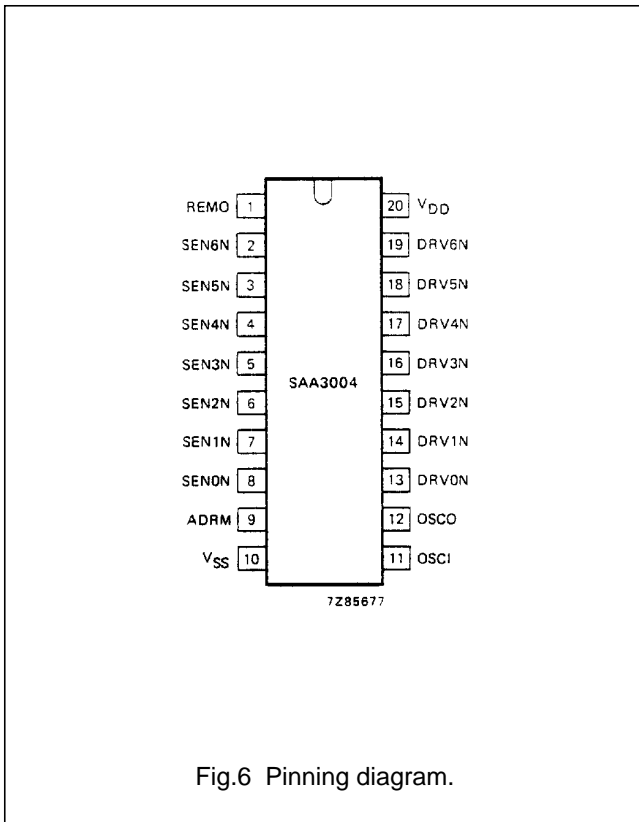 REMO 1 20 VDD
SEN6N 2 19 DRV6N
SEN5N 3 18 DRV5N
SEN4N 4 17 DRV4N
SEN3N 5 16 DRV3N
SAA3004
SEN2N 6 15 DRV2N
SEN1N 7 14 DRV1N
SEN0N 8 13 DRV0N
ADRM 9 12 OSCO
VSS 10 11 OSCI
7Z85677
Fig.6 Pinning diagram.